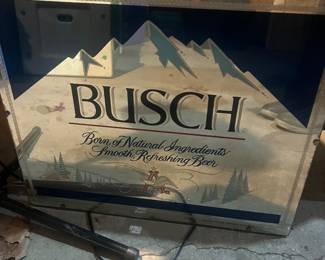 BUSCH
Born of Natural Ingredients
Smooth Refreshing Beer